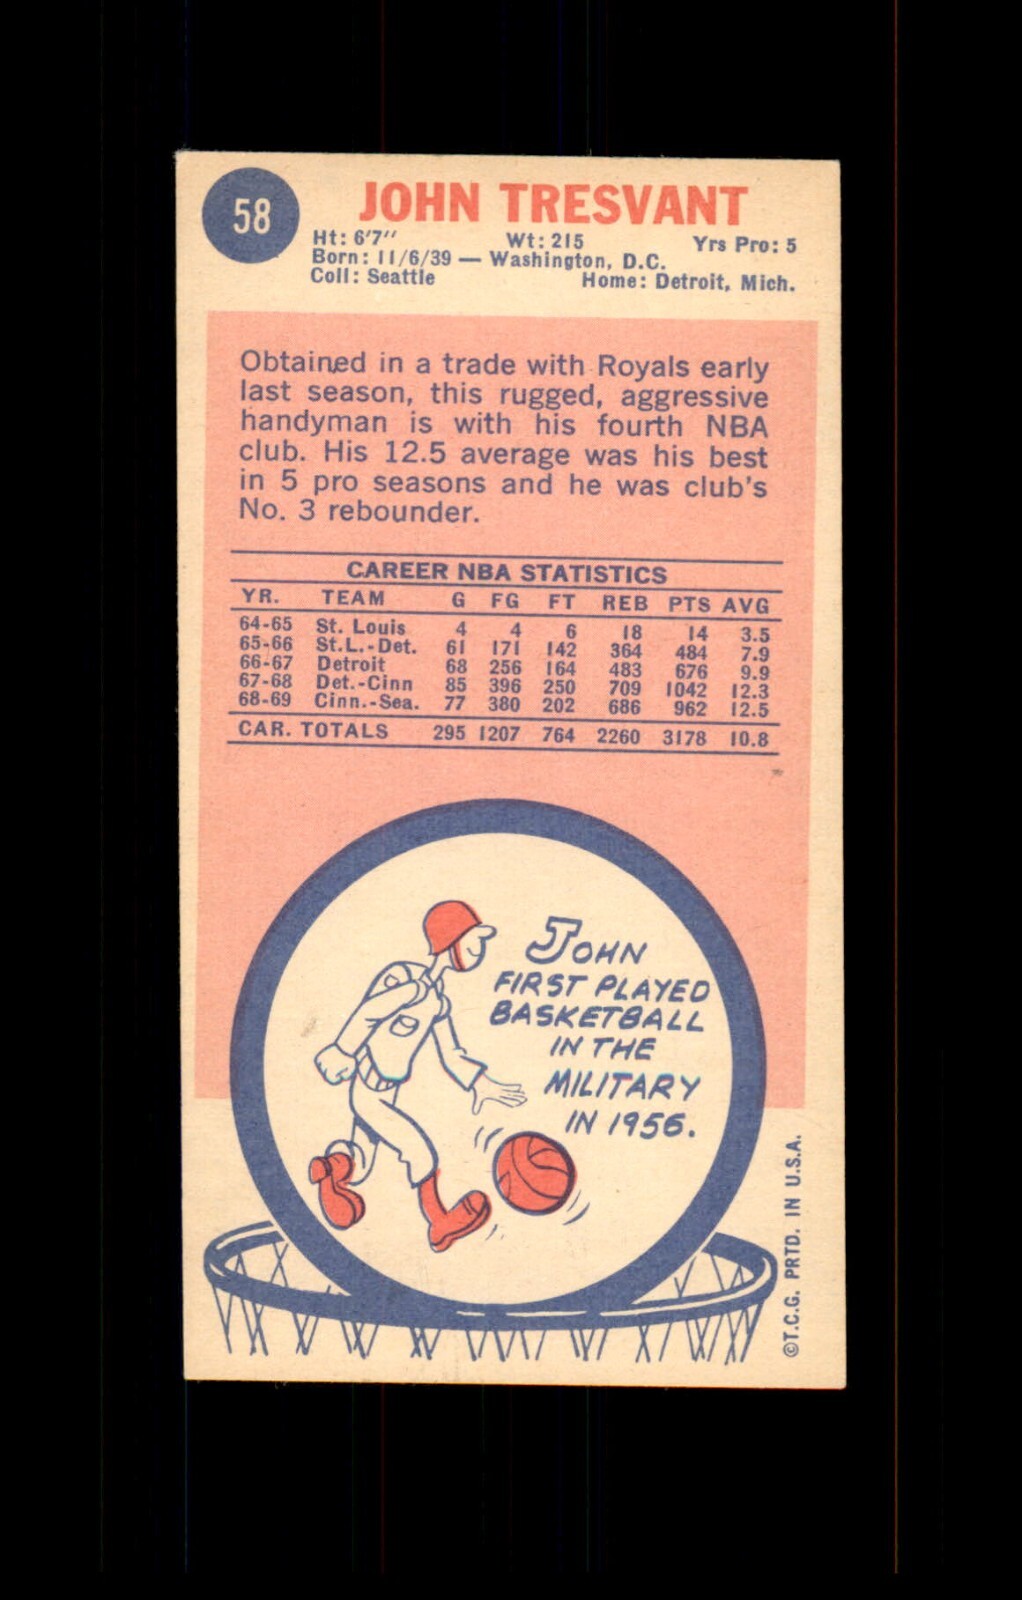 58
JOHN TRESVANT
Ht: 6'7" Wt: 215 Yrs Pro: 5
Born: 11/6/39 — Washington, D.C.
Coll: Seattle Home: Detroit, Mich.
Obtained in a trade with Royals early
last season, this rugged, aggressive
handyman is with his fourth NBA
club. His 12.5 average was his best
in 5 pro seasons and he was club's
No. 3 rebounder.
CAREER NBA STATISTICS
YR. TEAM G FG FT REB PTS AVG
64-65 St. Louis 4 4 6 18 14 3.5
65-66 St.L.-Det. 61 171 142 364 484 7.9
66-67 Detroit 68 256 164 483 676 9.9
67-68 Det.-Cinn 85 396 250 709 1042 12.3
68-69 Cinn.-Sea. 77 380 202 686 962 12.5
CAR. TOTALS 295 1207 764 2260 3178 10.8
JOHN
FIRST PLAYED
BASKETBALL
IN THE
MILITARY
IN 1956.
©T.C.G. PRTD. IN U.S.A.